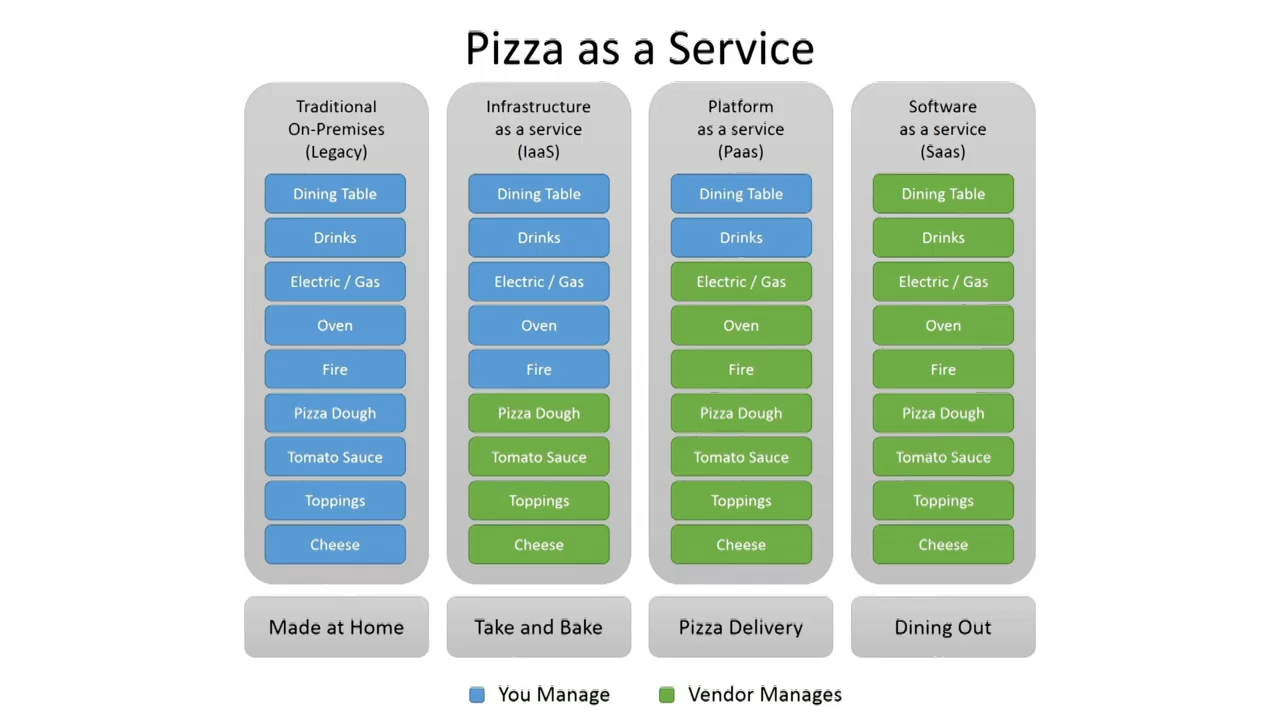 Pizza as a Service
Traditional
On-Premises
(Legacy)
Dining Table
Drinks
Electric / Gas
Oven
Fire
Pizza Dough
Tomato Sauce
Toppings
Cheese
Made at Home
Infrastructure
as a service
(IaaS)
Dining Table
Drinks
Electric / Gas
Oven
Fire
Pizza Dough
Tomato Sauce
Toppings
Cheese
Take and Bake
Platform
as a service
(Paas)
Dining Table
Drinks
Electric / Gas
Oven
Fire
Pizza Dough
Tomato Sauce
Toppings
Cheese
Pizza Delivery
Software
as a service
(Saas)
Dining Table
Drinks
Electric / Gas
Oven
Fire
Pizza Dough
Tomato Sauce
Toppings
Cheese
Dining Out
You Manage
Vendor Manages